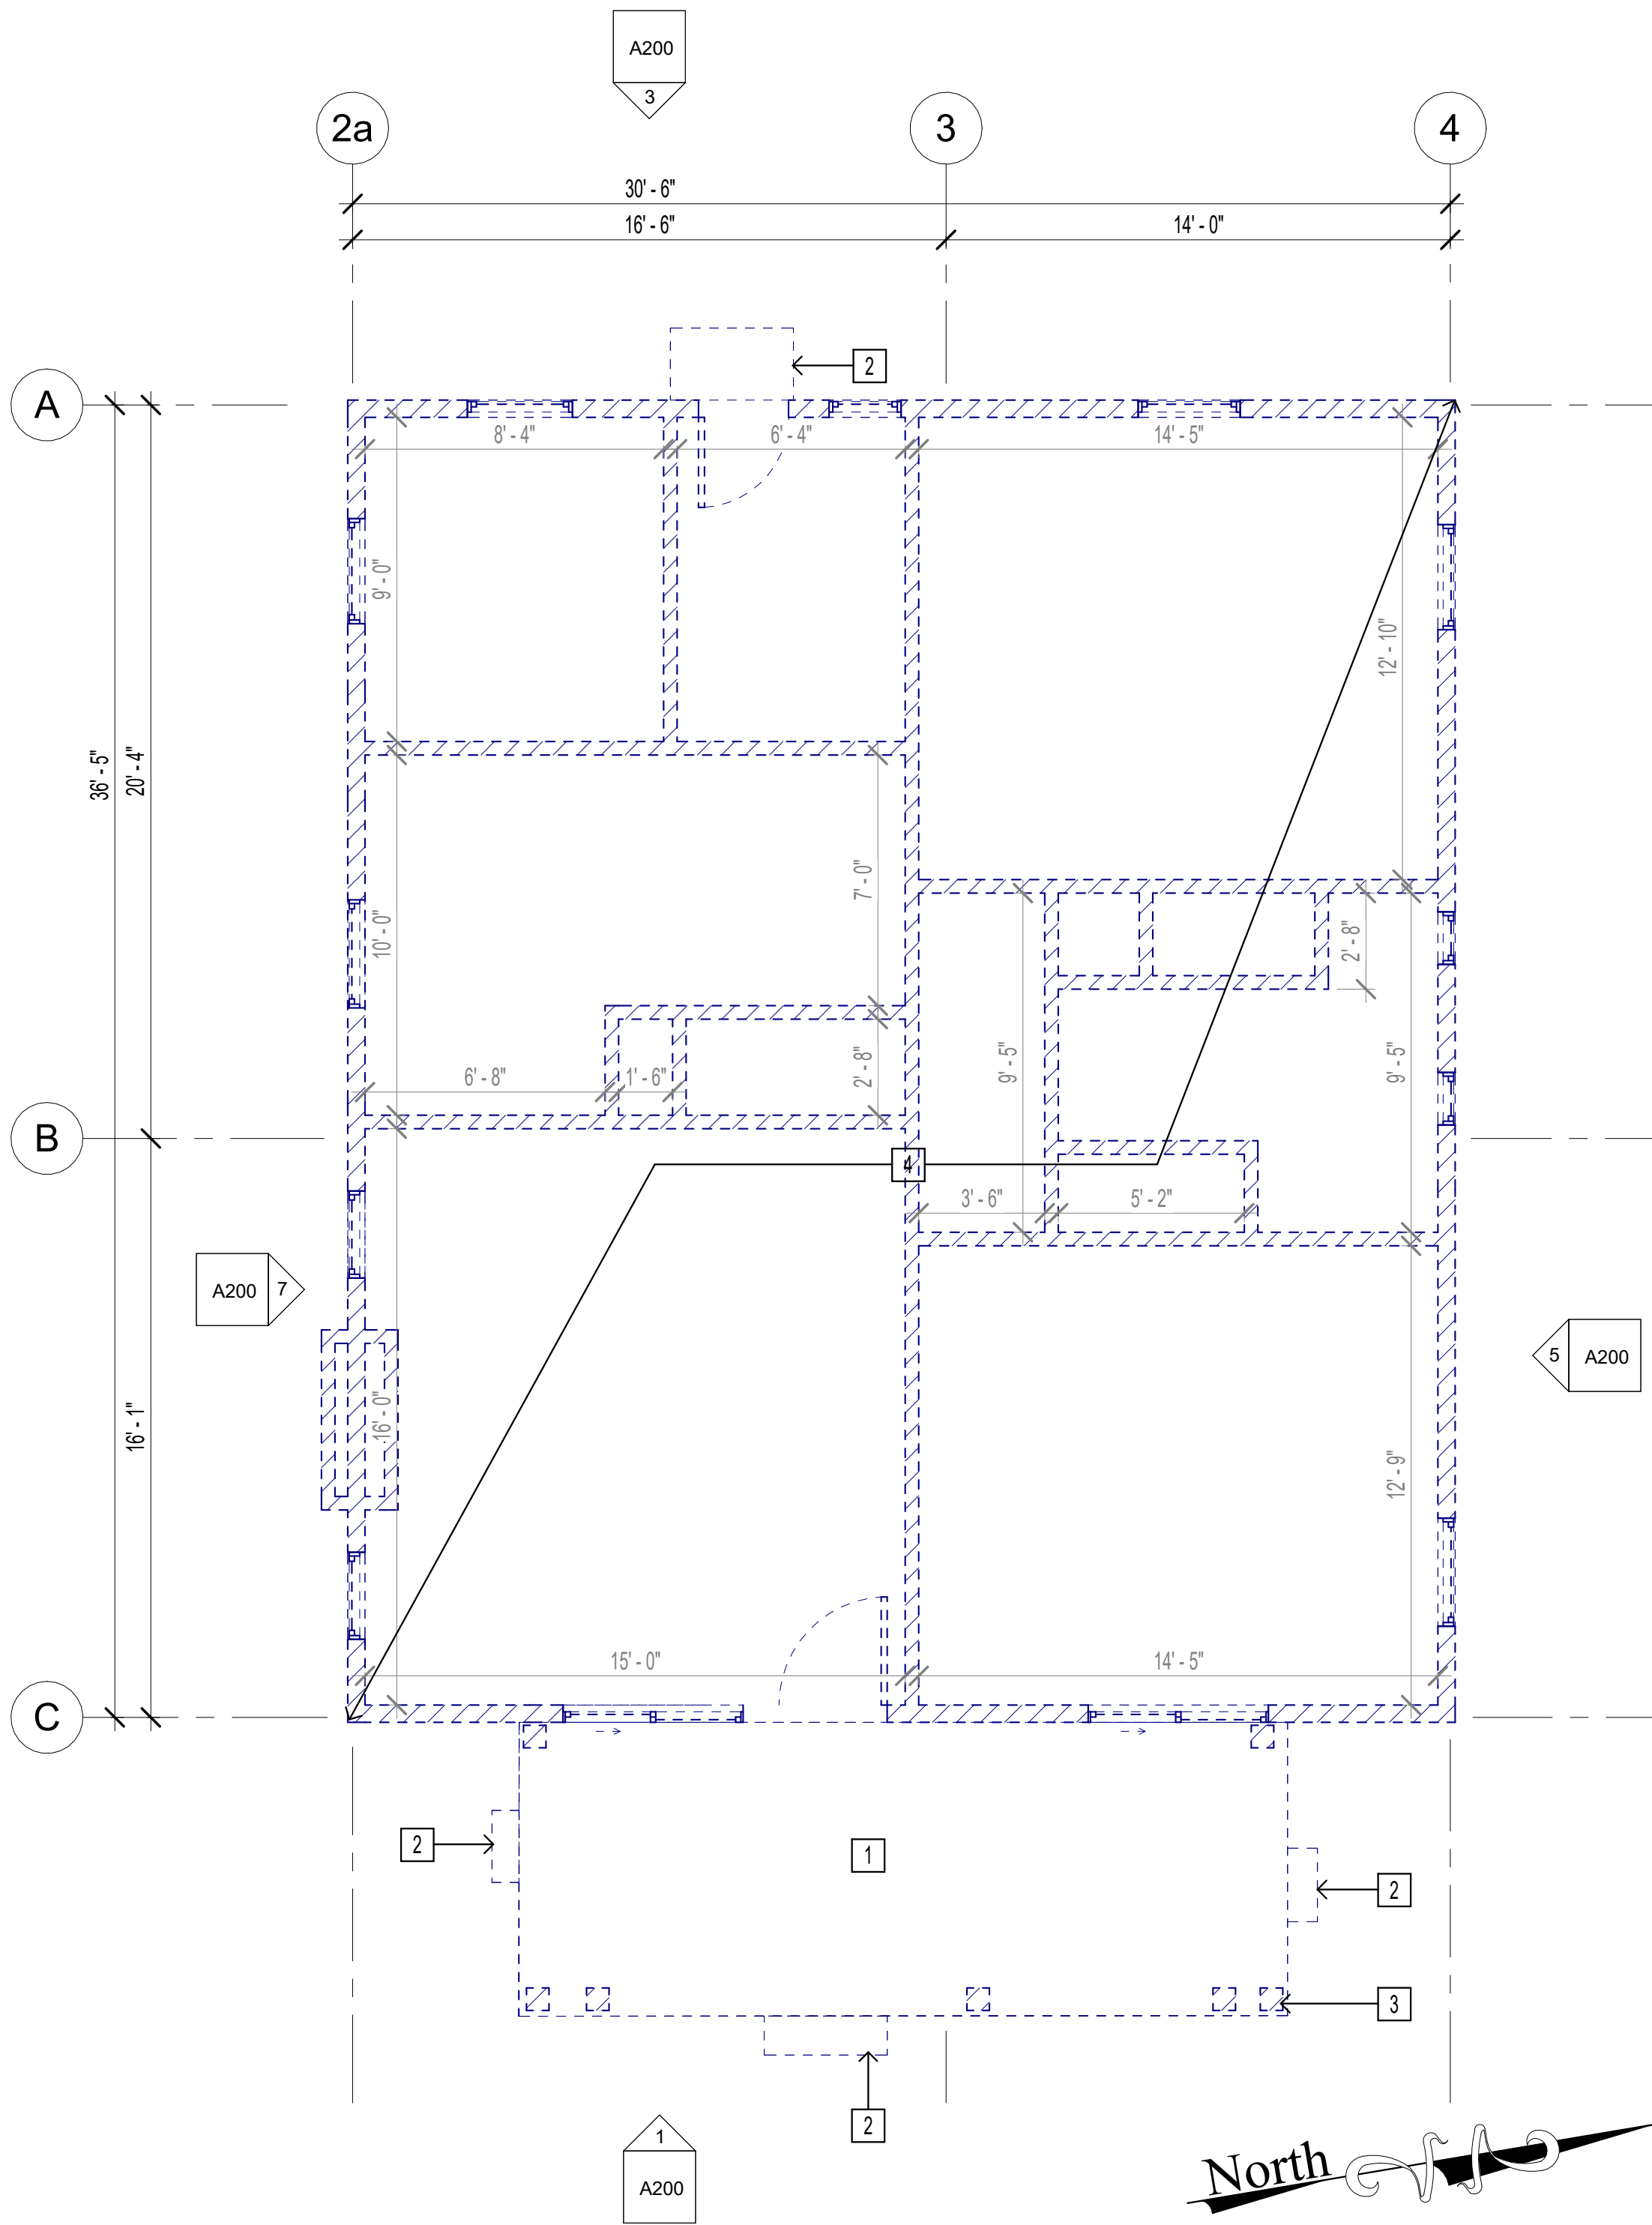 A200
3
2a
3
4
30' - 6"
16' - 6"
14' - 0"
2
A
8' - 4"
6' - 4"
14' - 5"
9' - 0"
12' - 10"
36' - 5"
20' - 4"
7' - 0"
10' - 0"
2' - 8"
9' - 5"
9' - 5"
2' - 8"
6' - 8"
1' - 6"
B
4
3' - 6"
5' - 2"
A200
7
5
A200
16' - 1"
16' - 0"
12' - 9"
15' - 0"
14' - 5"
C
2
1
2
3
2
1
A200
North